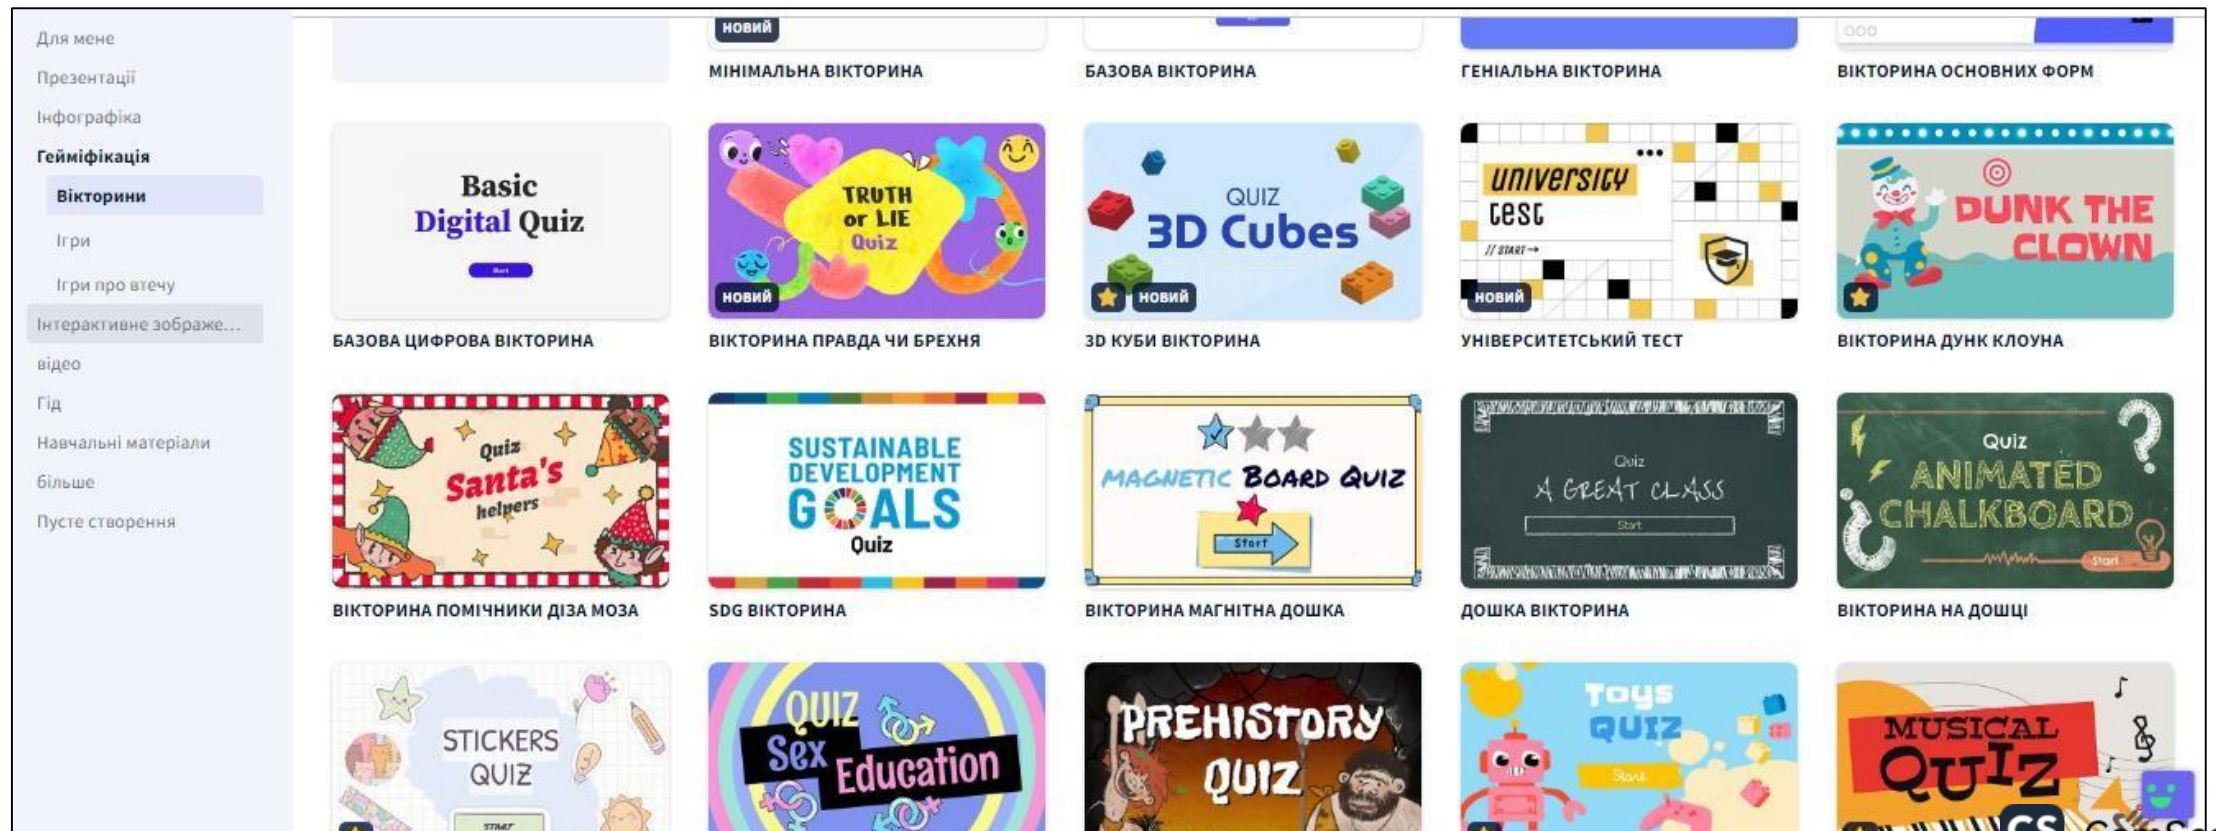 Для мене
Презентації
Інфографіка
Гейміфікація
Вікторини
Ігри
Ігри про втечу
Інтерактивне зображе...
відео
Гід
Навчальні матеріали
більше
Пусте створення
новий
МІНІМАЛЬНА ВІКТОРИНА
БАЗОВА ВІКТОРИНА
ГЕНІАЛЬНА ВІКТОРИНА
ВІКТОРИНА ОСНОВНИХ ФОРМ
Basic
Digital Quiz
Start
БАЗОВА ЦИФРОВА ВІКТОРИНА
TRUTH
or LIE
Quiz
новий
ВІКТОРИНА ПРАВДА ЧИ БРЕХНЯ
QUIZ
3D Cubes
новий
3D КУБИ ВІКТОРИНА
university
test
// START→
новий
УНІВЕРСИТЕТСЬКИЙ ТЕСТ
DUNK THE
CLOWN
ВІКТОРИНА ДУНК КЛОУНА
Quiz
Santa's
helpers
ВІКТОРИНА ПОМІЧНИКИ ДІЗА МОЗА
SUSTAINABLE
DEVELOPMENT
GOALS
Quiz
SDG ВІКТОРИНА
MAGNETIC BOARD QUIZ
Start
ВІКТОРИНА МАГНІТНА ДОШКА
Quiz
A GREAT CLASS
Start
ДОШКА ВІКТОРИНА
Quiz
ANIMATED
CHALKBOARD
Start
ВІКТОРИНА НА ДОШЦІ
STICKERS
QUIZ
START
QUIZ
Sex
Education
PREHISTORY
QUIZ
Toys
QUIZ
Start
MUSICAL
QUIZ